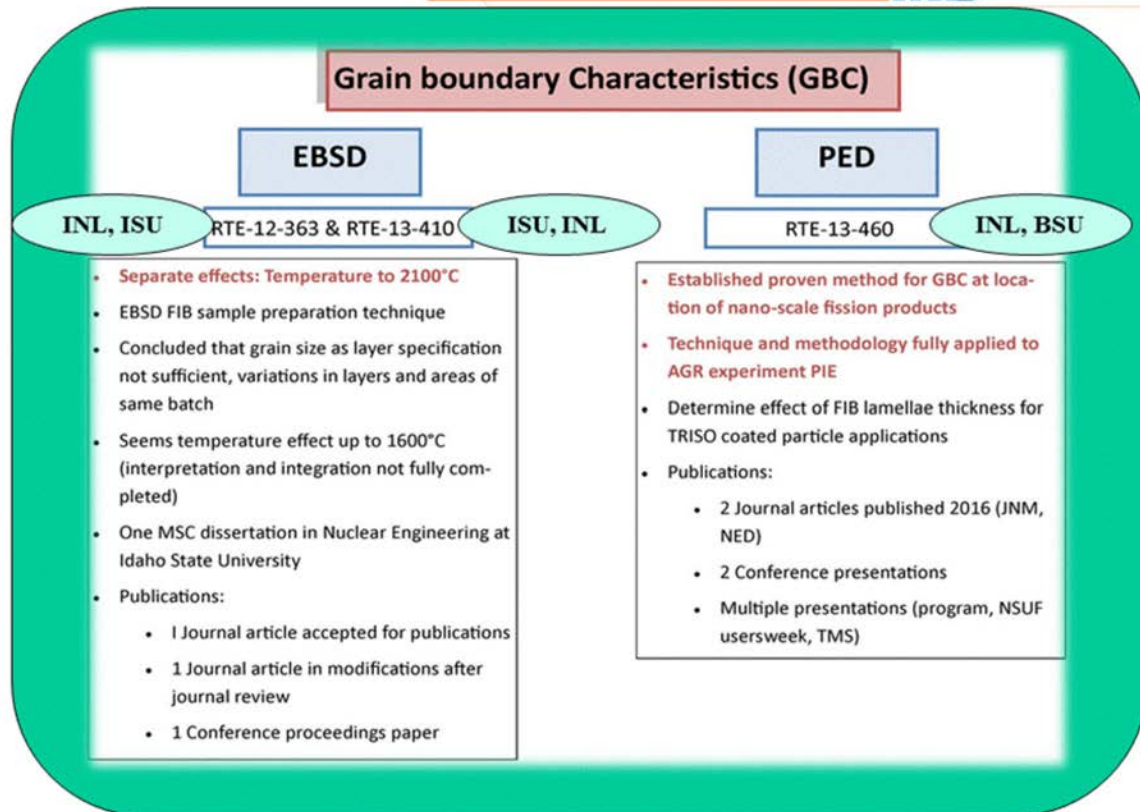 Grain boundary Characteristics (GBC)
EBSD
INL, ISU
RTE-12-363 & RTE-13-410
ISU, INL
• Separate effects: Temperature to 2100°C
• EBSD FIB sample preparation technique
• Concluded that grain size as layer specification
not sufficient, variations in layers and areas of
same batch
• Seems temperature effect up to 1600°C
(interpretation and integration not fully com-
pleted)
• One MSC dissertation in Nuclear Engineering at
Idaho State University
• Publications:
• I Journal article accepted for publications
• 1 Journal article in modifications after
journal review
• 1 Conference proceedings paper
PED
RTE-13-460
INL, BSU
• Established proven method for GBC at loca-
tion of nano-scale fission products
• Technique and methodology fully applied to
AGR experiment PIE
• Determine effect of FIB lamellae thickness for
TRISO coated particle applications
• Publications:
• 2 Journal articles published 2016 (JNM,
NED)
• 2 Conference presentations
• Multiple presentations (program, NSUF
usersweek, TMS)